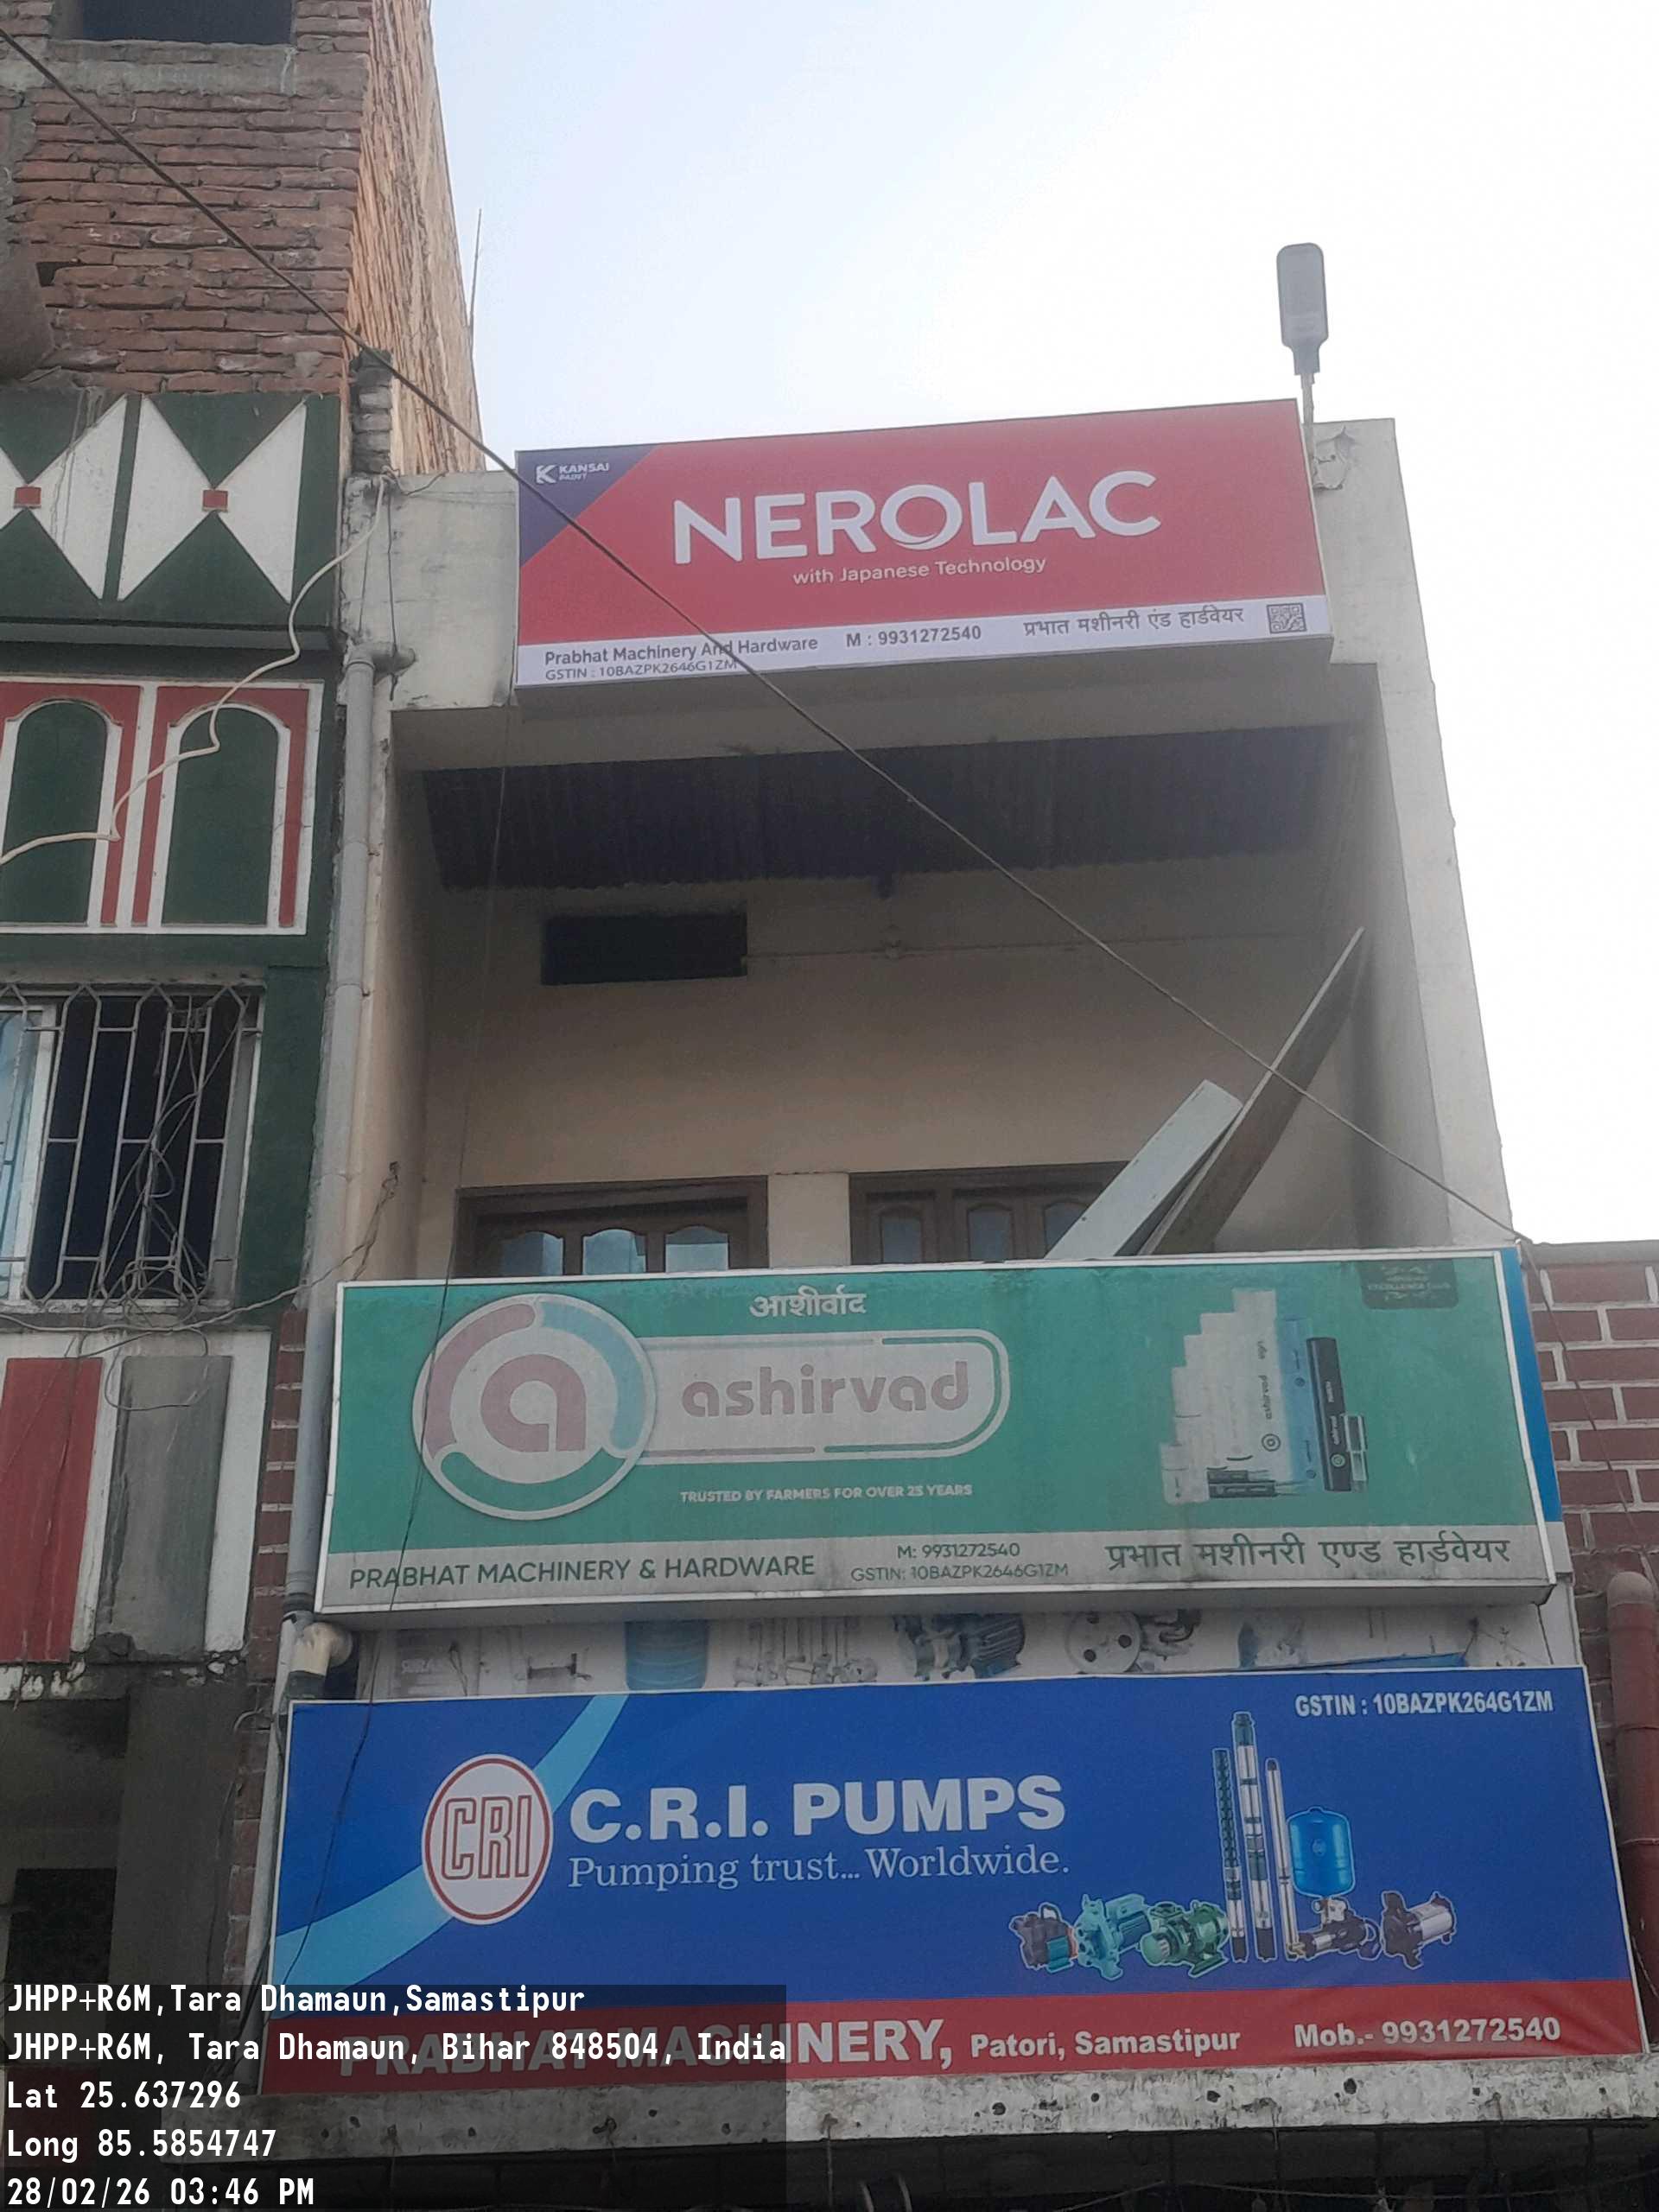 KANSAI
PAINT
NEROLAC
with Japanese Technology
Prabhat Machinery And Hardware M : 9931272540 प्रभात मशीनरी एंड हार्डवेयर
GSTIN : 10BAZPK2646G1ZM
आशीर्वाद
a ashirvad
ashirvad
TRUSTED BY FARMERS FOR OVER 25 YEARS
PRABHAT MACHINERY & HARDWARE
M: 9931272540
GSTIN: 10BAZPK2646G1ZM
प्रभात मशीनरी एण्ड हार्डवेयर
GSTIN : 10BAZPK264G1ZM
CRI C.R.I. PUMPS
Pumping trust... Worldwide.
PRABHAT MACHINERY, Patori, Samastipur Mob.- 9931272540
JHPP+R6M,Tara Dhamaun,Samastipur
JHPP+R6M, Tara Dhamaun, Bihar 848504, India
Lat 25.637296
Long 85.5854747
28/02/26 03:46 PM